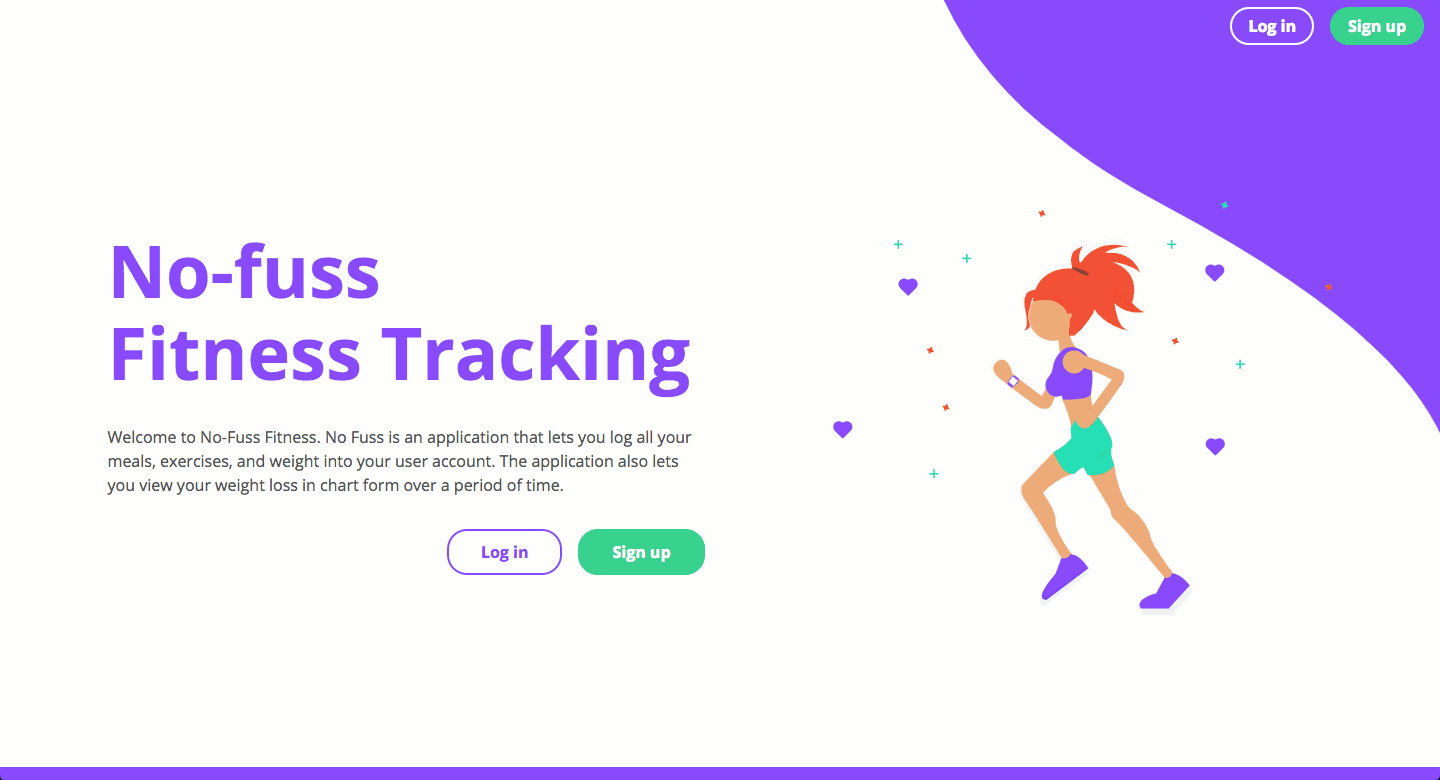 Log in
Sign up
No-fuss
Fitness Tracking
Welcome to No-Fuss Fitness. No Fuss is an application that lets you log all your
meals, exercises, and weight into your user account. The application also lets
you view your weight loss in chart form over a period of time.
Log in
Sign up